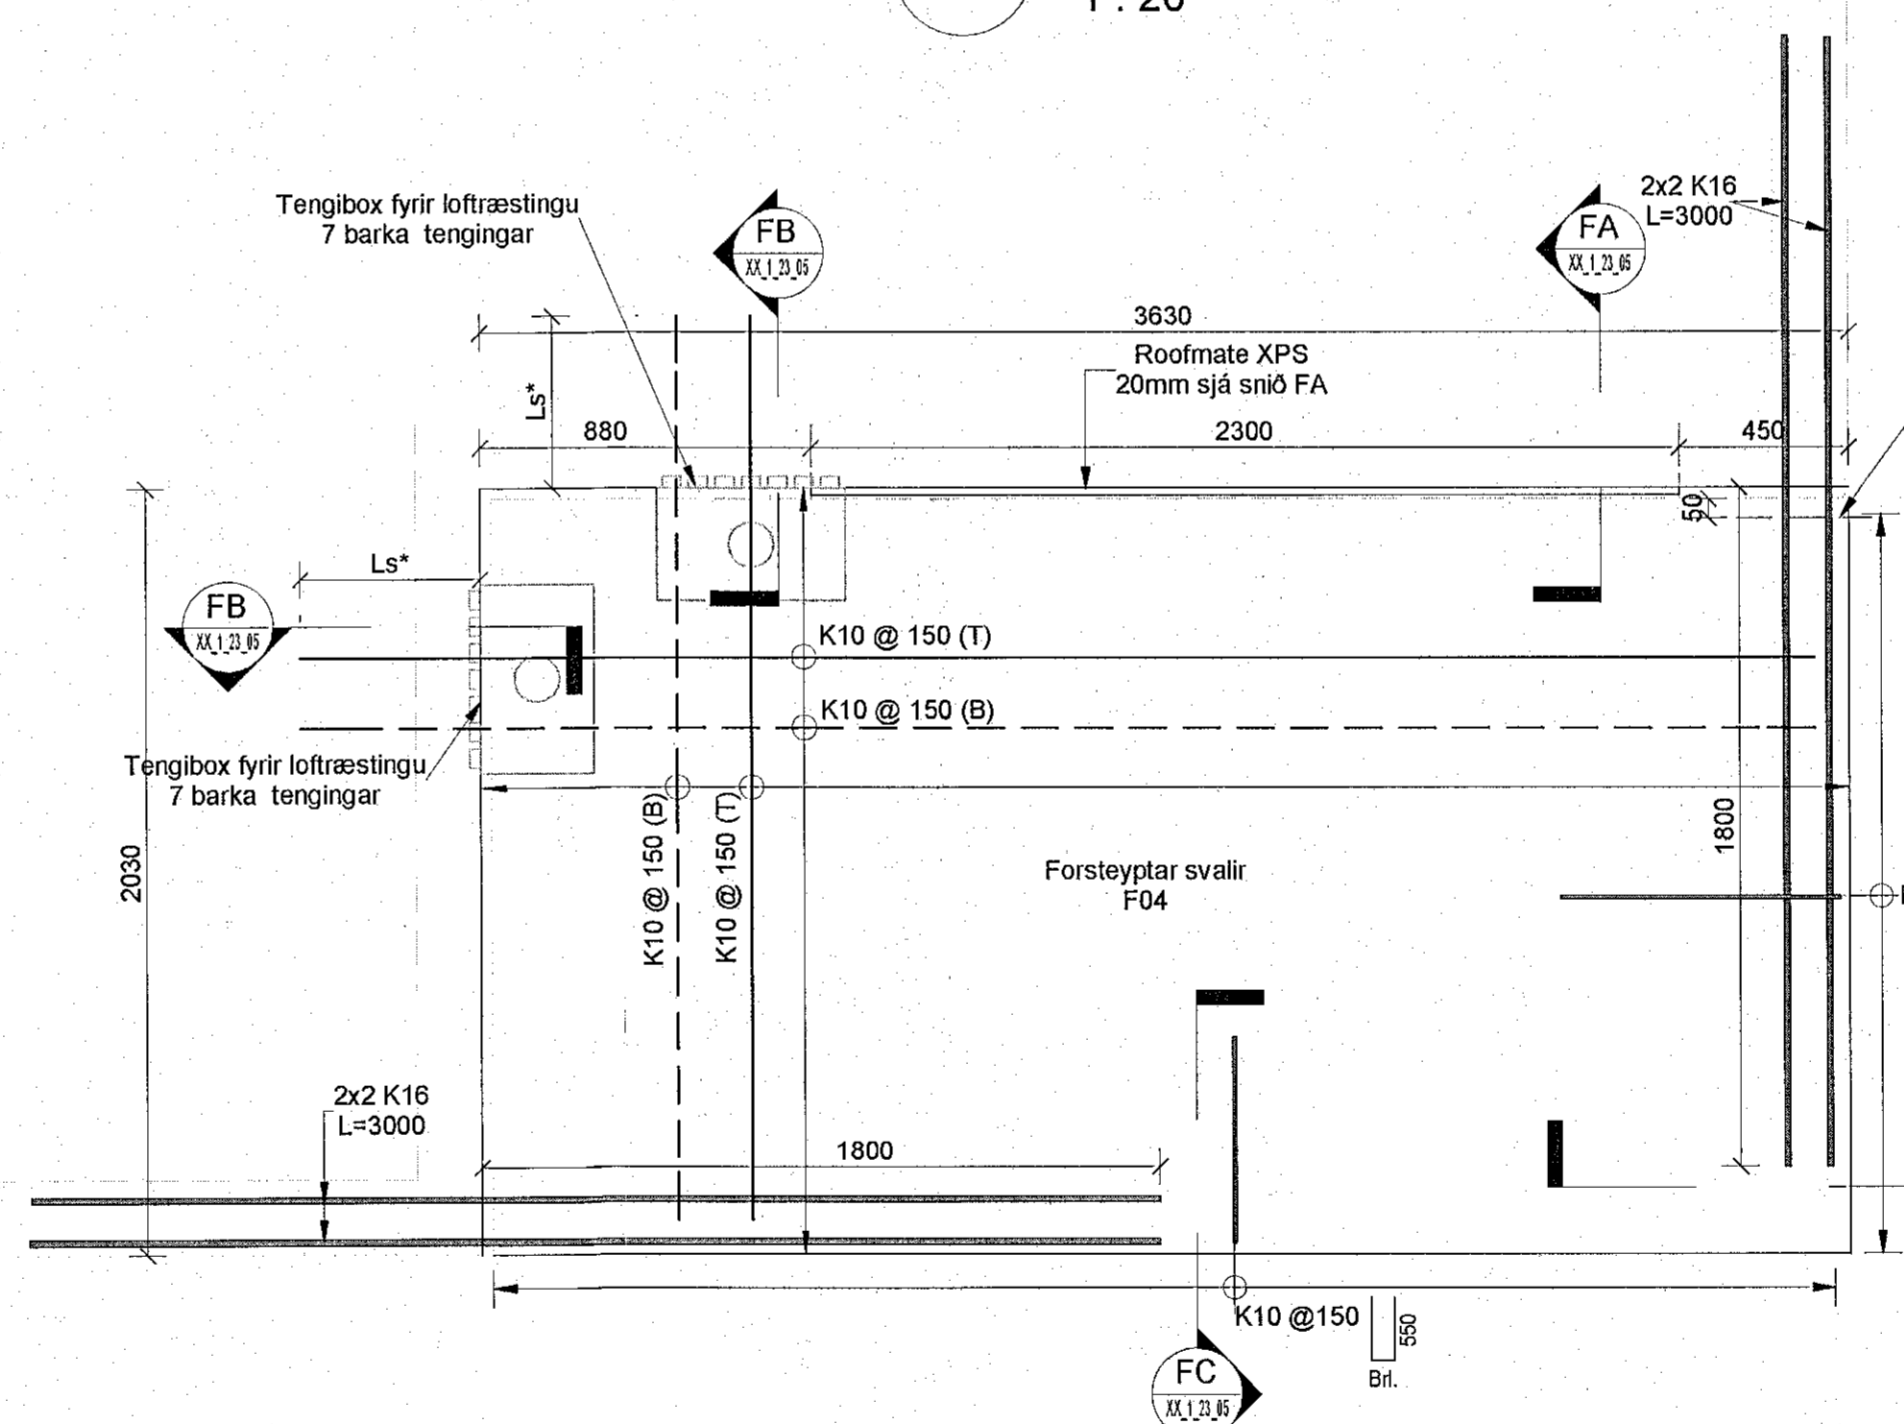 1 : 20
Tengibox fyrir loftræstingu
7 barka tengingar
FB
XX_1_23_05
FA
XX_1_23_05
2x2 K16
L=3000
3630
Roofmate XPS
20mm sjá snið FA
Ls*
880
2300
450
50
Ls*
FB
XX_1_23_05
K10 @ 150 (T)
K10 @ 150 (B)
Tengibox fyrir loftræstingu
7 barka tengingar
K10 @ 150 (B)
K10 @ 150 (T)
2030
1800
Forsteyptar svalir
F04
2x2 K16
L=3000
1800
K10 @150
550
Brl.
FC
XX_1_23_05